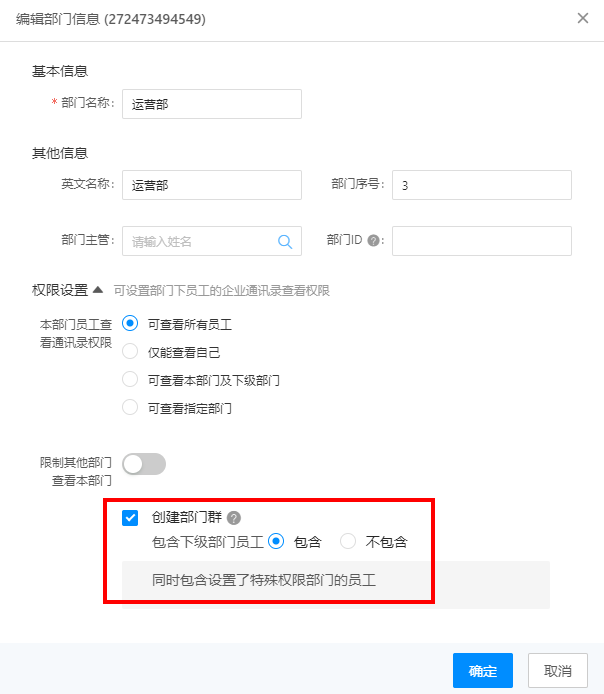 编辑部门信息 (272473494549)
基本信息
* 部门名称: 运营部
其他信息
英文名称: 运营部 部门序号: 3
部门主管: 请输入姓名 部门ID ?:
权限设置 可设置部门下员工的企业通讯录查看权限
本部门员工查看通讯录权限
可查看所有员工
仅能查看自己
可查看本部门及下级部门
可查看指定部门
限制其他部门
查看本部门
创建部门群 ?
包含下级部门员工 包含 不包含
同时包含设置了特殊权限部门的员工
确定 取消